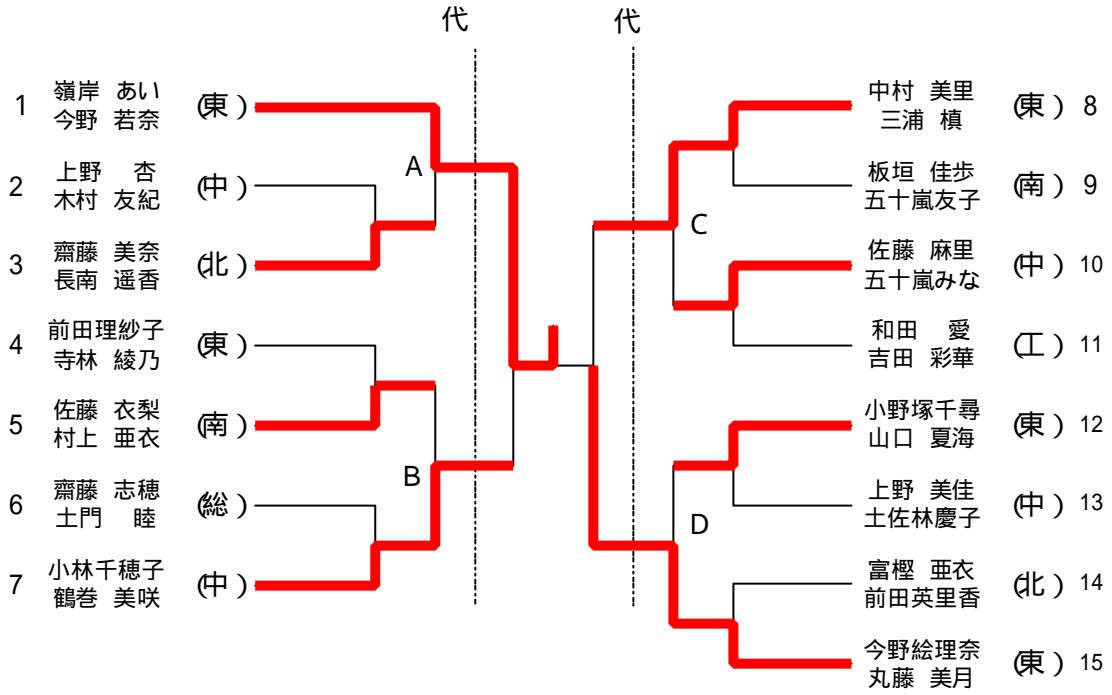 代 代
1 嶺岸 あい (東)
今野 若奈
2 上野 杏 (中)
木村 友紀
3 齋藤 美奈 (北)
長南 遥香
4 前田理紗子 (東)
寺林 綾乃
5 佐藤 衣梨 (南)
村上 亜衣
6 齋藤 志穂 (総)
土門 睦
7 小林千穂子 (中)
鶴巻 美咲
A
B
C
D
中村 美里 (東) 8
三浦 槙
板垣 佳歩 (南) 9
五十嵐友子
佐藤 麻里 (中) 10
五十嵐みな
和田 愛 (工) 11
吉田 彩華
小野塚千尋 (東) 12
山口 夏海
上野 美佳 (中) 13
土佐林慶子
富樫 亜衣 (北) 14
前田英里香
今野絵理奈 (東) 15
丸藤 美月